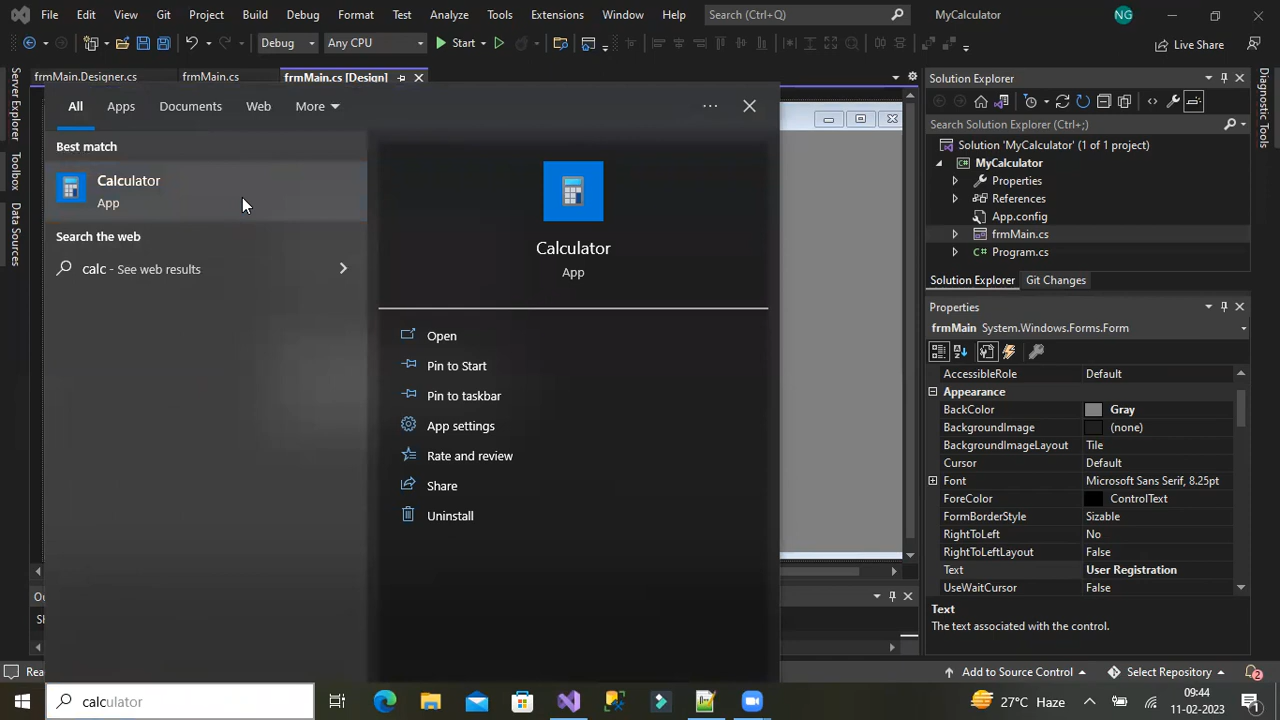 File Edit View Git Project Build Debug Format Test Analyze Tools Extensions Window Help Search (Ctrl+Q) MyCalculator NG
Debug Any CPU Start Live Share
frmMain.Designer.cs frmMain.cs frmMain.cs [Design]
All Apps Documents Web More
Best match
Calculator
App
Search the web
calc - See web results
Calculator
App
Open
Pin to Start
Pin to taskbar
App settings
Rate and review
Share
Uninstall
Server Explorer
Toolbox
Data Sources
Diagnostic Tools
Solution Explorer
Search Solution Explorer (Ctrl+;)
Solution 'MyCalculator' (1 of 1 project)
MyCalculator
Properties
References
App.config
frmMain.cs
Program.cs
Solution Explorer Git Changes
Properties
frmMain System.Windows.Forms.Form
AccessibleRole Default
Appearance
BackColor Gray
BackgroundImage (none)
BackgroundImageLayout Tile
Cursor Default
Font Microsoft Sans Serif, 8.25pt
ForeColor ControlText
FormBorderStyle Sizable
RightToLeft No
RightToLeftLayout False
Text User Registration
UseWaitCursor False
Text
The text associated with the control.
Ou
Sh
Rea
Add to Source Control Select Repository 2
calculator
27°C Haze
09:44
11-02-2023
1